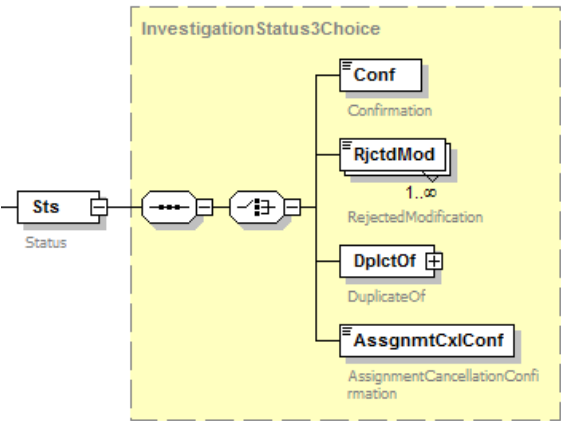 InvestigationStatus3Choice
Conf
Confirmation
RjctdMod
1..∞
RejectedModification
Sts
Status
DplctOf
DuplicateOf
AssgnmtCxlConf
AssignmentCancellationConfi
rmation